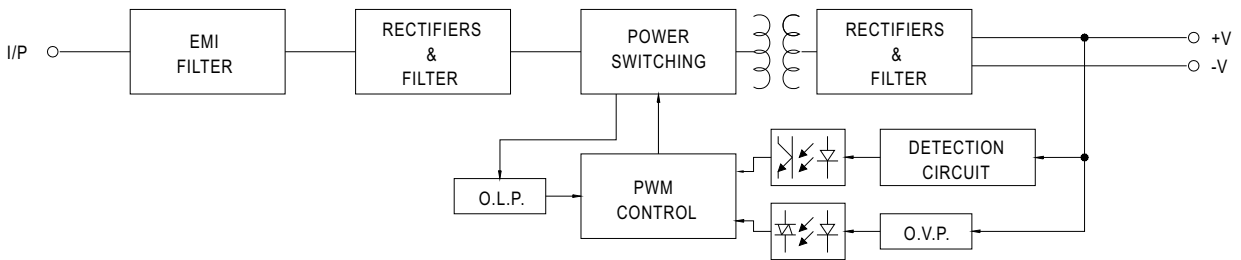 I/P
EMI
FILTER
RECTIFIERS
&
FILTER
POWER
SWITCHING
RECTIFIERS
&
FILTER
+V
-V
O.L.P.
PWM
CONTROL
DETECTION
CIRCUIT
O.V.P.